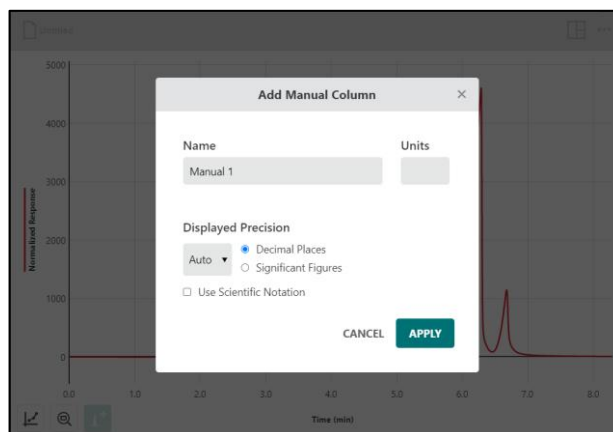 Untitled
5000
4000
3000
2000
1000
0
Normalized Response
Add Manual Column ×
Name Units
Manual 1
Displayed Precision
Auto ▼ Decimal Places
Significant Figures
Use Scientific Notation
CANCEL APPLY
0.0 1.0 2.0 3.0 4.0 5.0 6.0 7.0 8.0
Time (min)